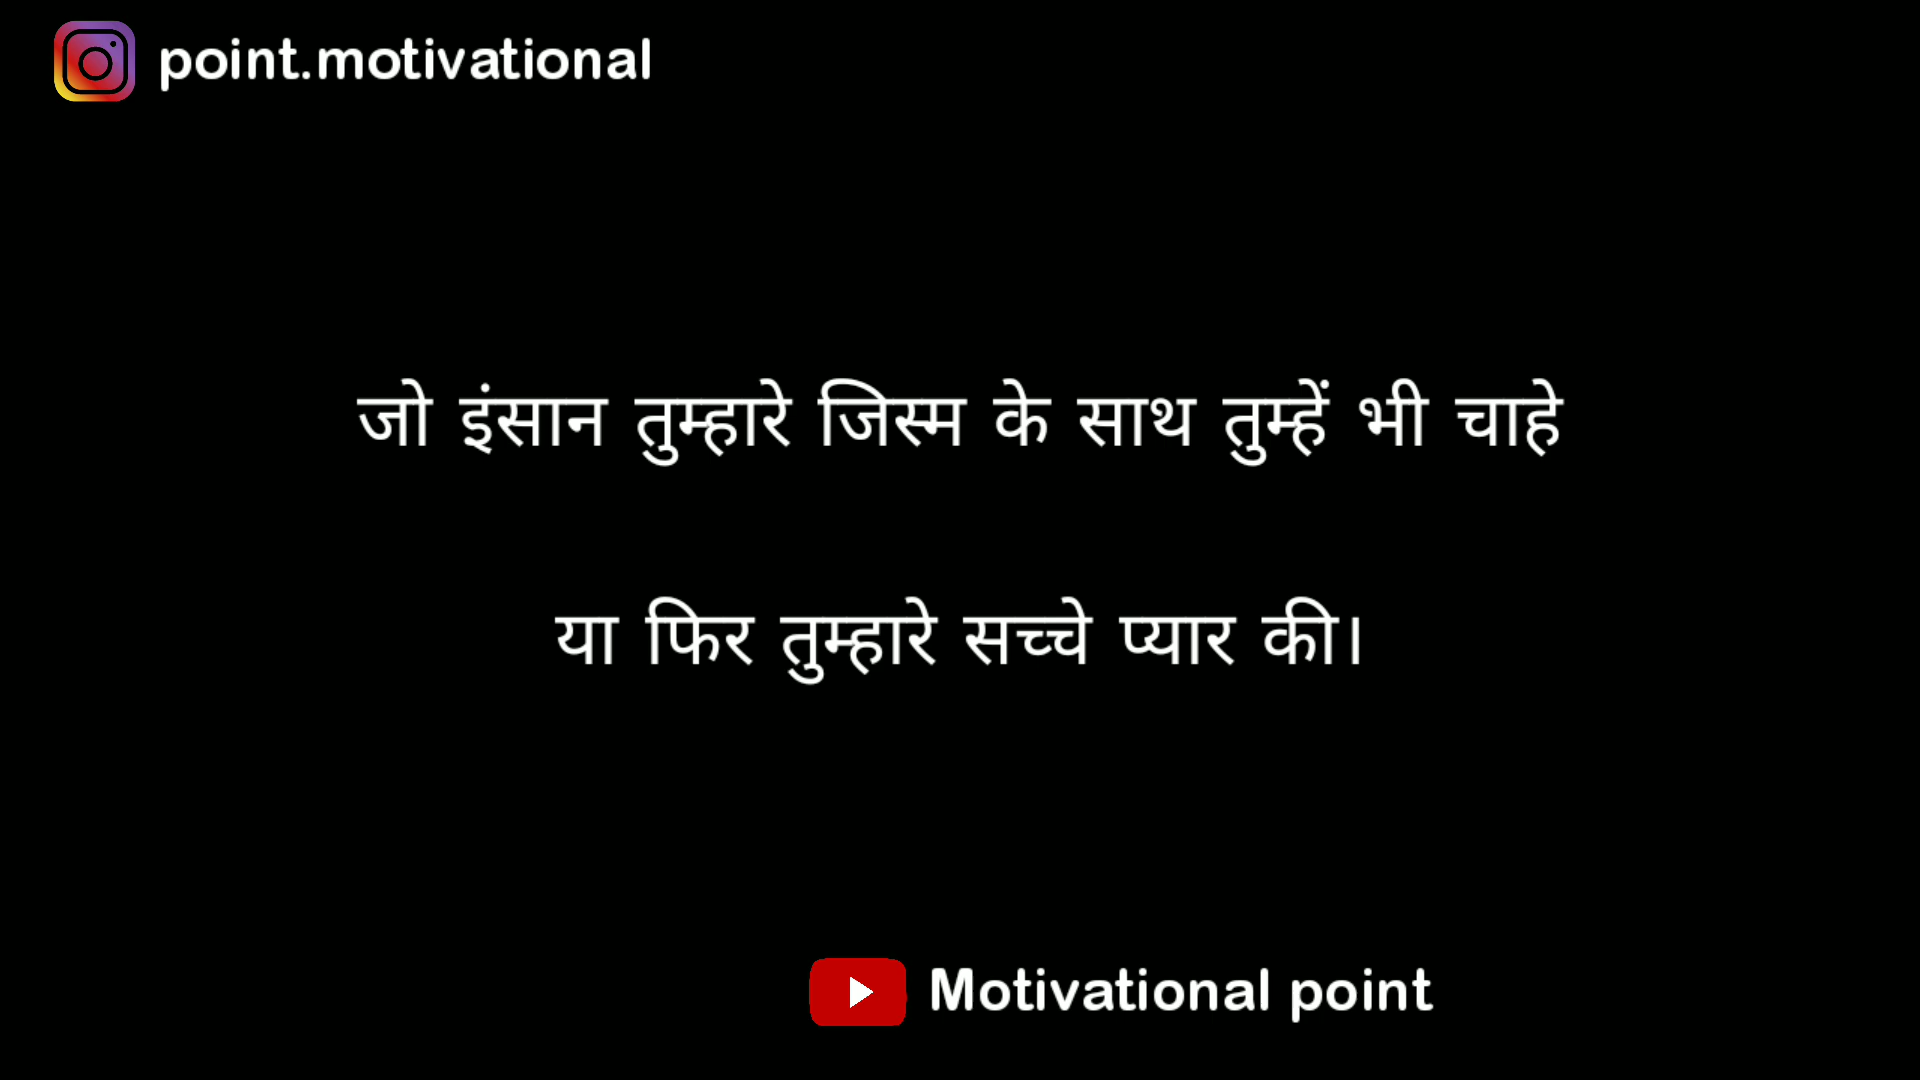 point.motivational
जो इंसान तुम्हारे जिस्म के साथ तुम्हें भी चाहे
या फिर तुम्हारे सच्चे प्यार की।
Motivational point